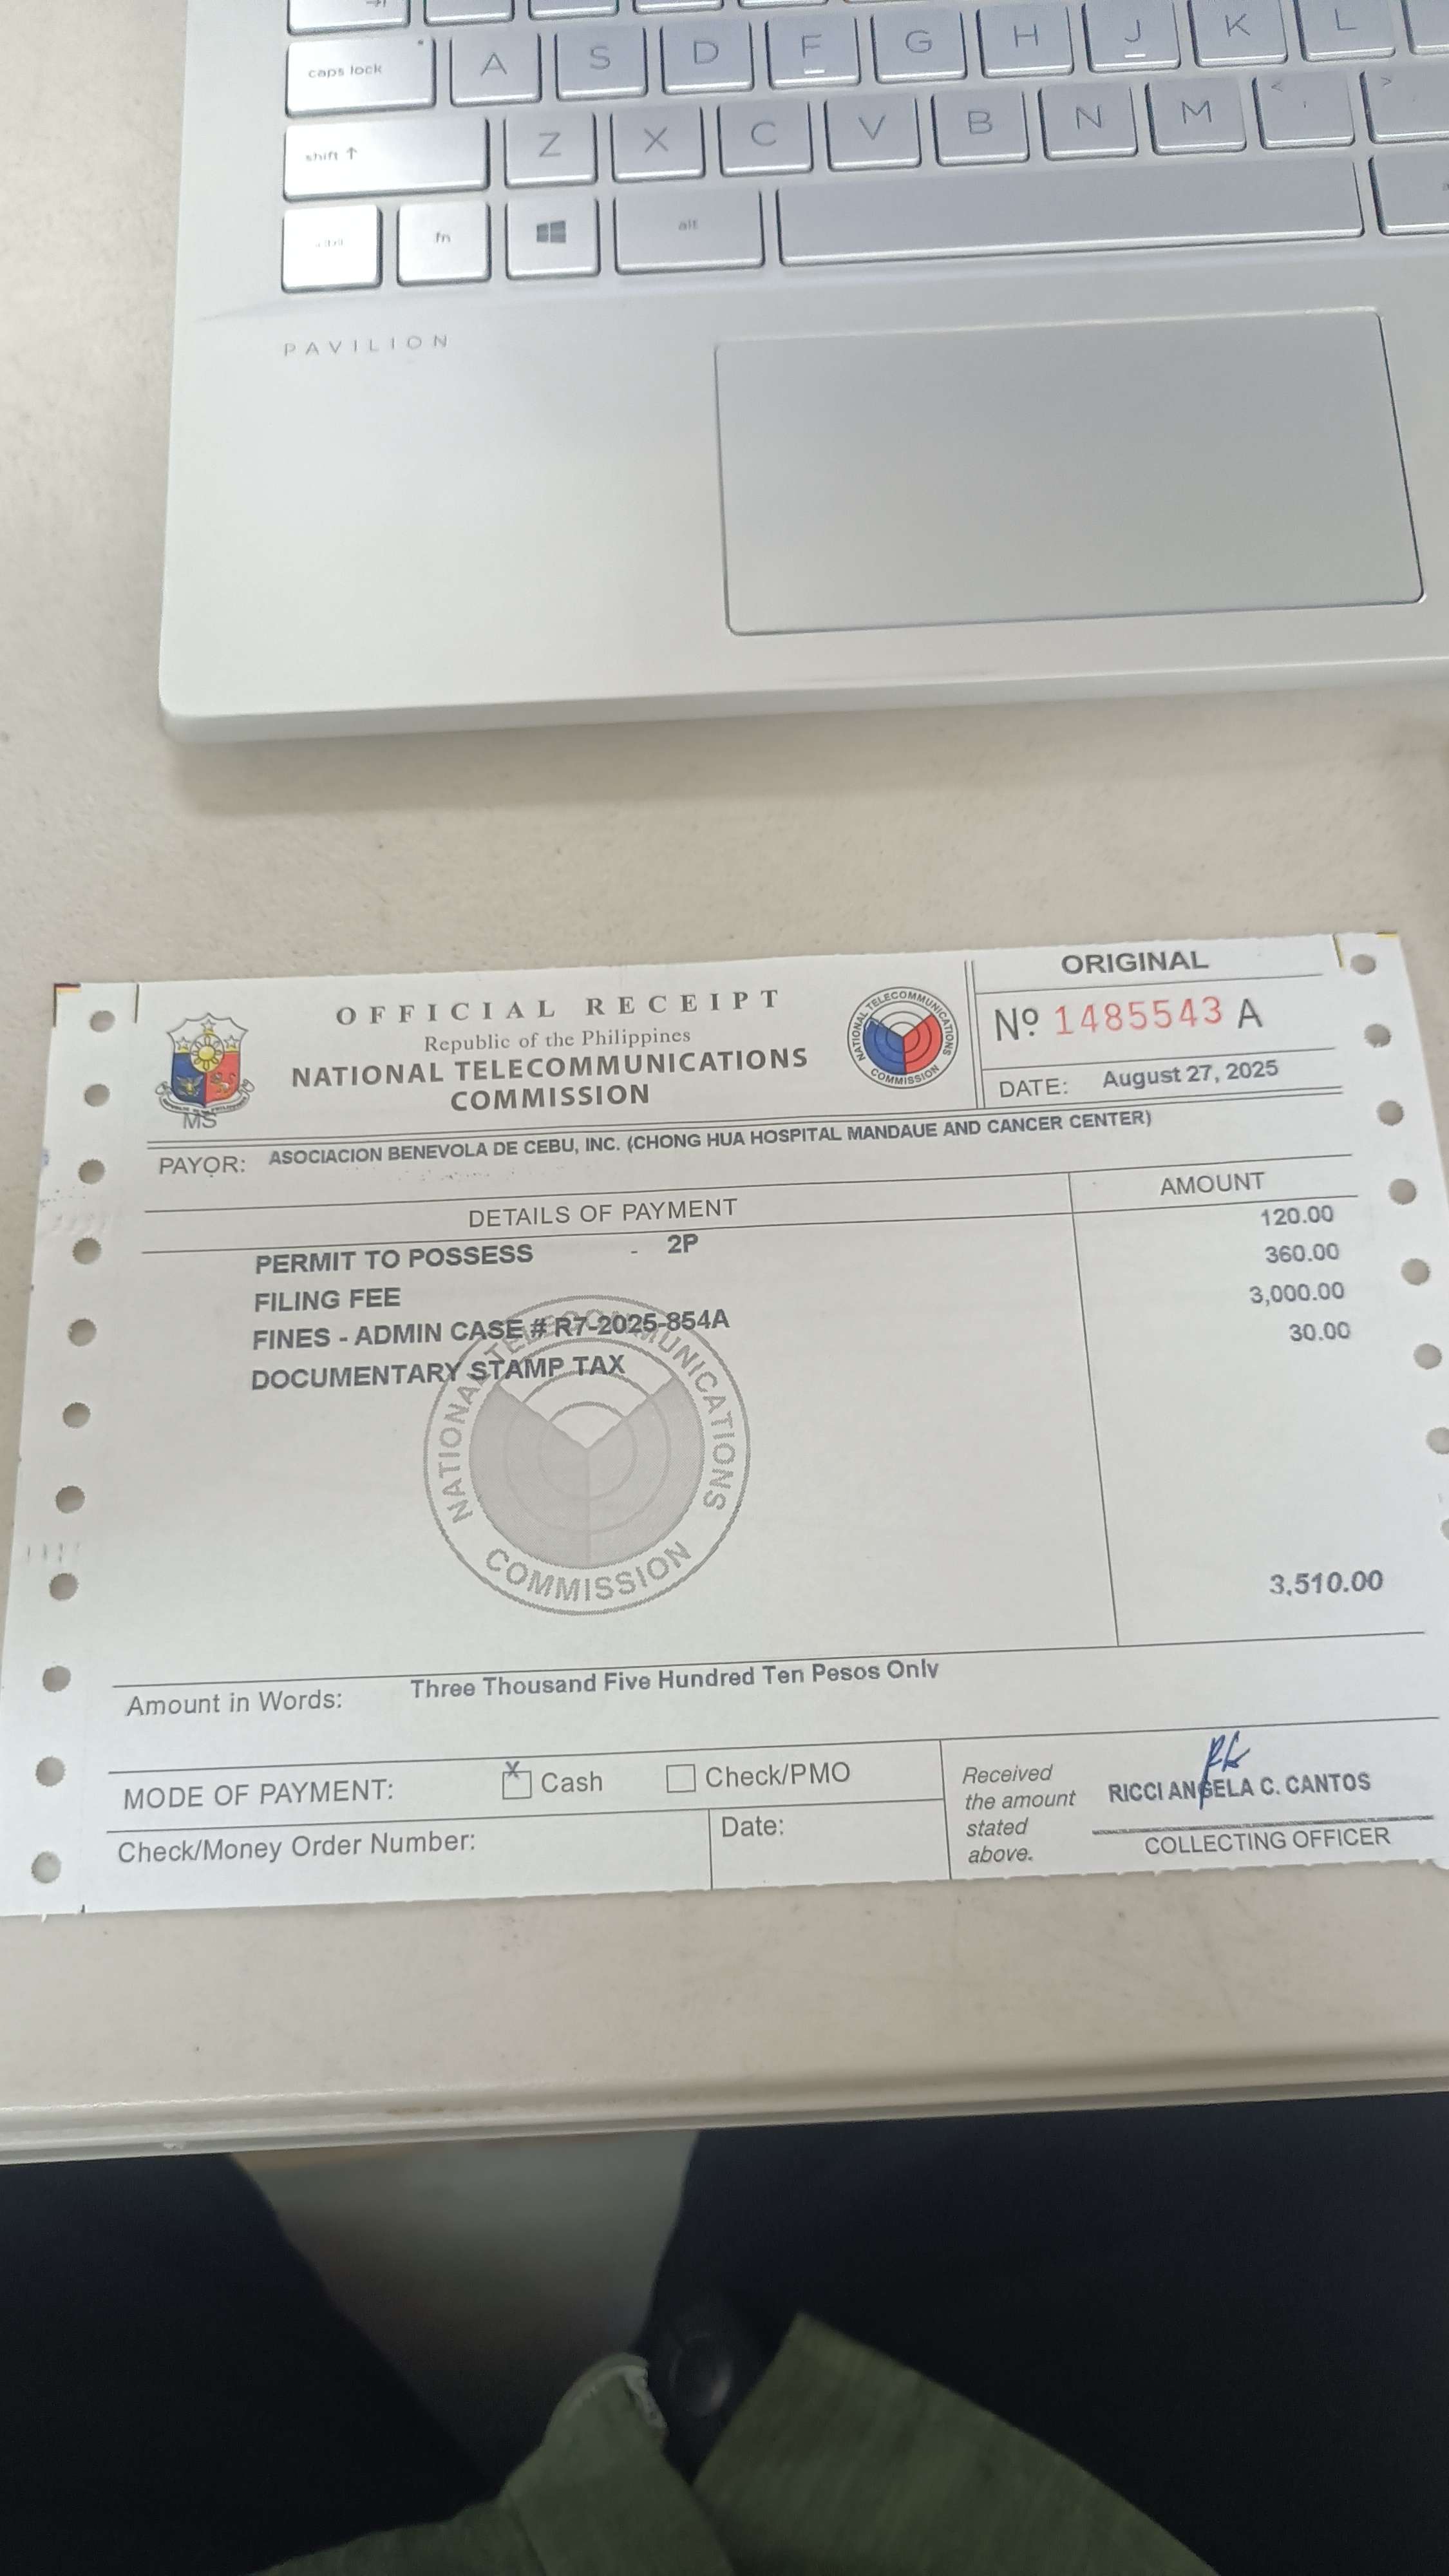 caps lock A S D F G H J K L
shift ↑ Z X C V B N M < , >
fn alt
PAVILION
ORIGINAL
OFFICIAL RECEIPT
Republic of the Philippines
NATIONAL TELECOMMUNICATIONS
COMMISSION
NATIONAL TELECOMMUNICATIONS COMMISSION
Nº 1485543 A
DATE: August 27, 2025
MS
PAYOR: ASOCIACION BENEVOLA DE CEBU, INC. (CHONG HUA HOSPITAL MANDAUE AND CANCER CENTER)
DETAILS OF PAYMENT AMOUNT
PERMIT TO POSSESS - 2P 120.00
FILING FEE 360.00
FINES - ADMIN CASE # R7-2025-854A 3,000.00
DOCUMENTARY STAMP TAX 30.00
NATIONAL TELECOMMUNICATIONS COMMISSION
3,510.00
Amount in Words: Three Thousand Five Hundred Ten Pesos Only
MODE OF PAYMENT: X Cash Check/PMO
Check/Money Order Number: Date:
Received
the amount
stated
above.
RICCI ANGELA C. CANTOS
COLLECTING OFFICER